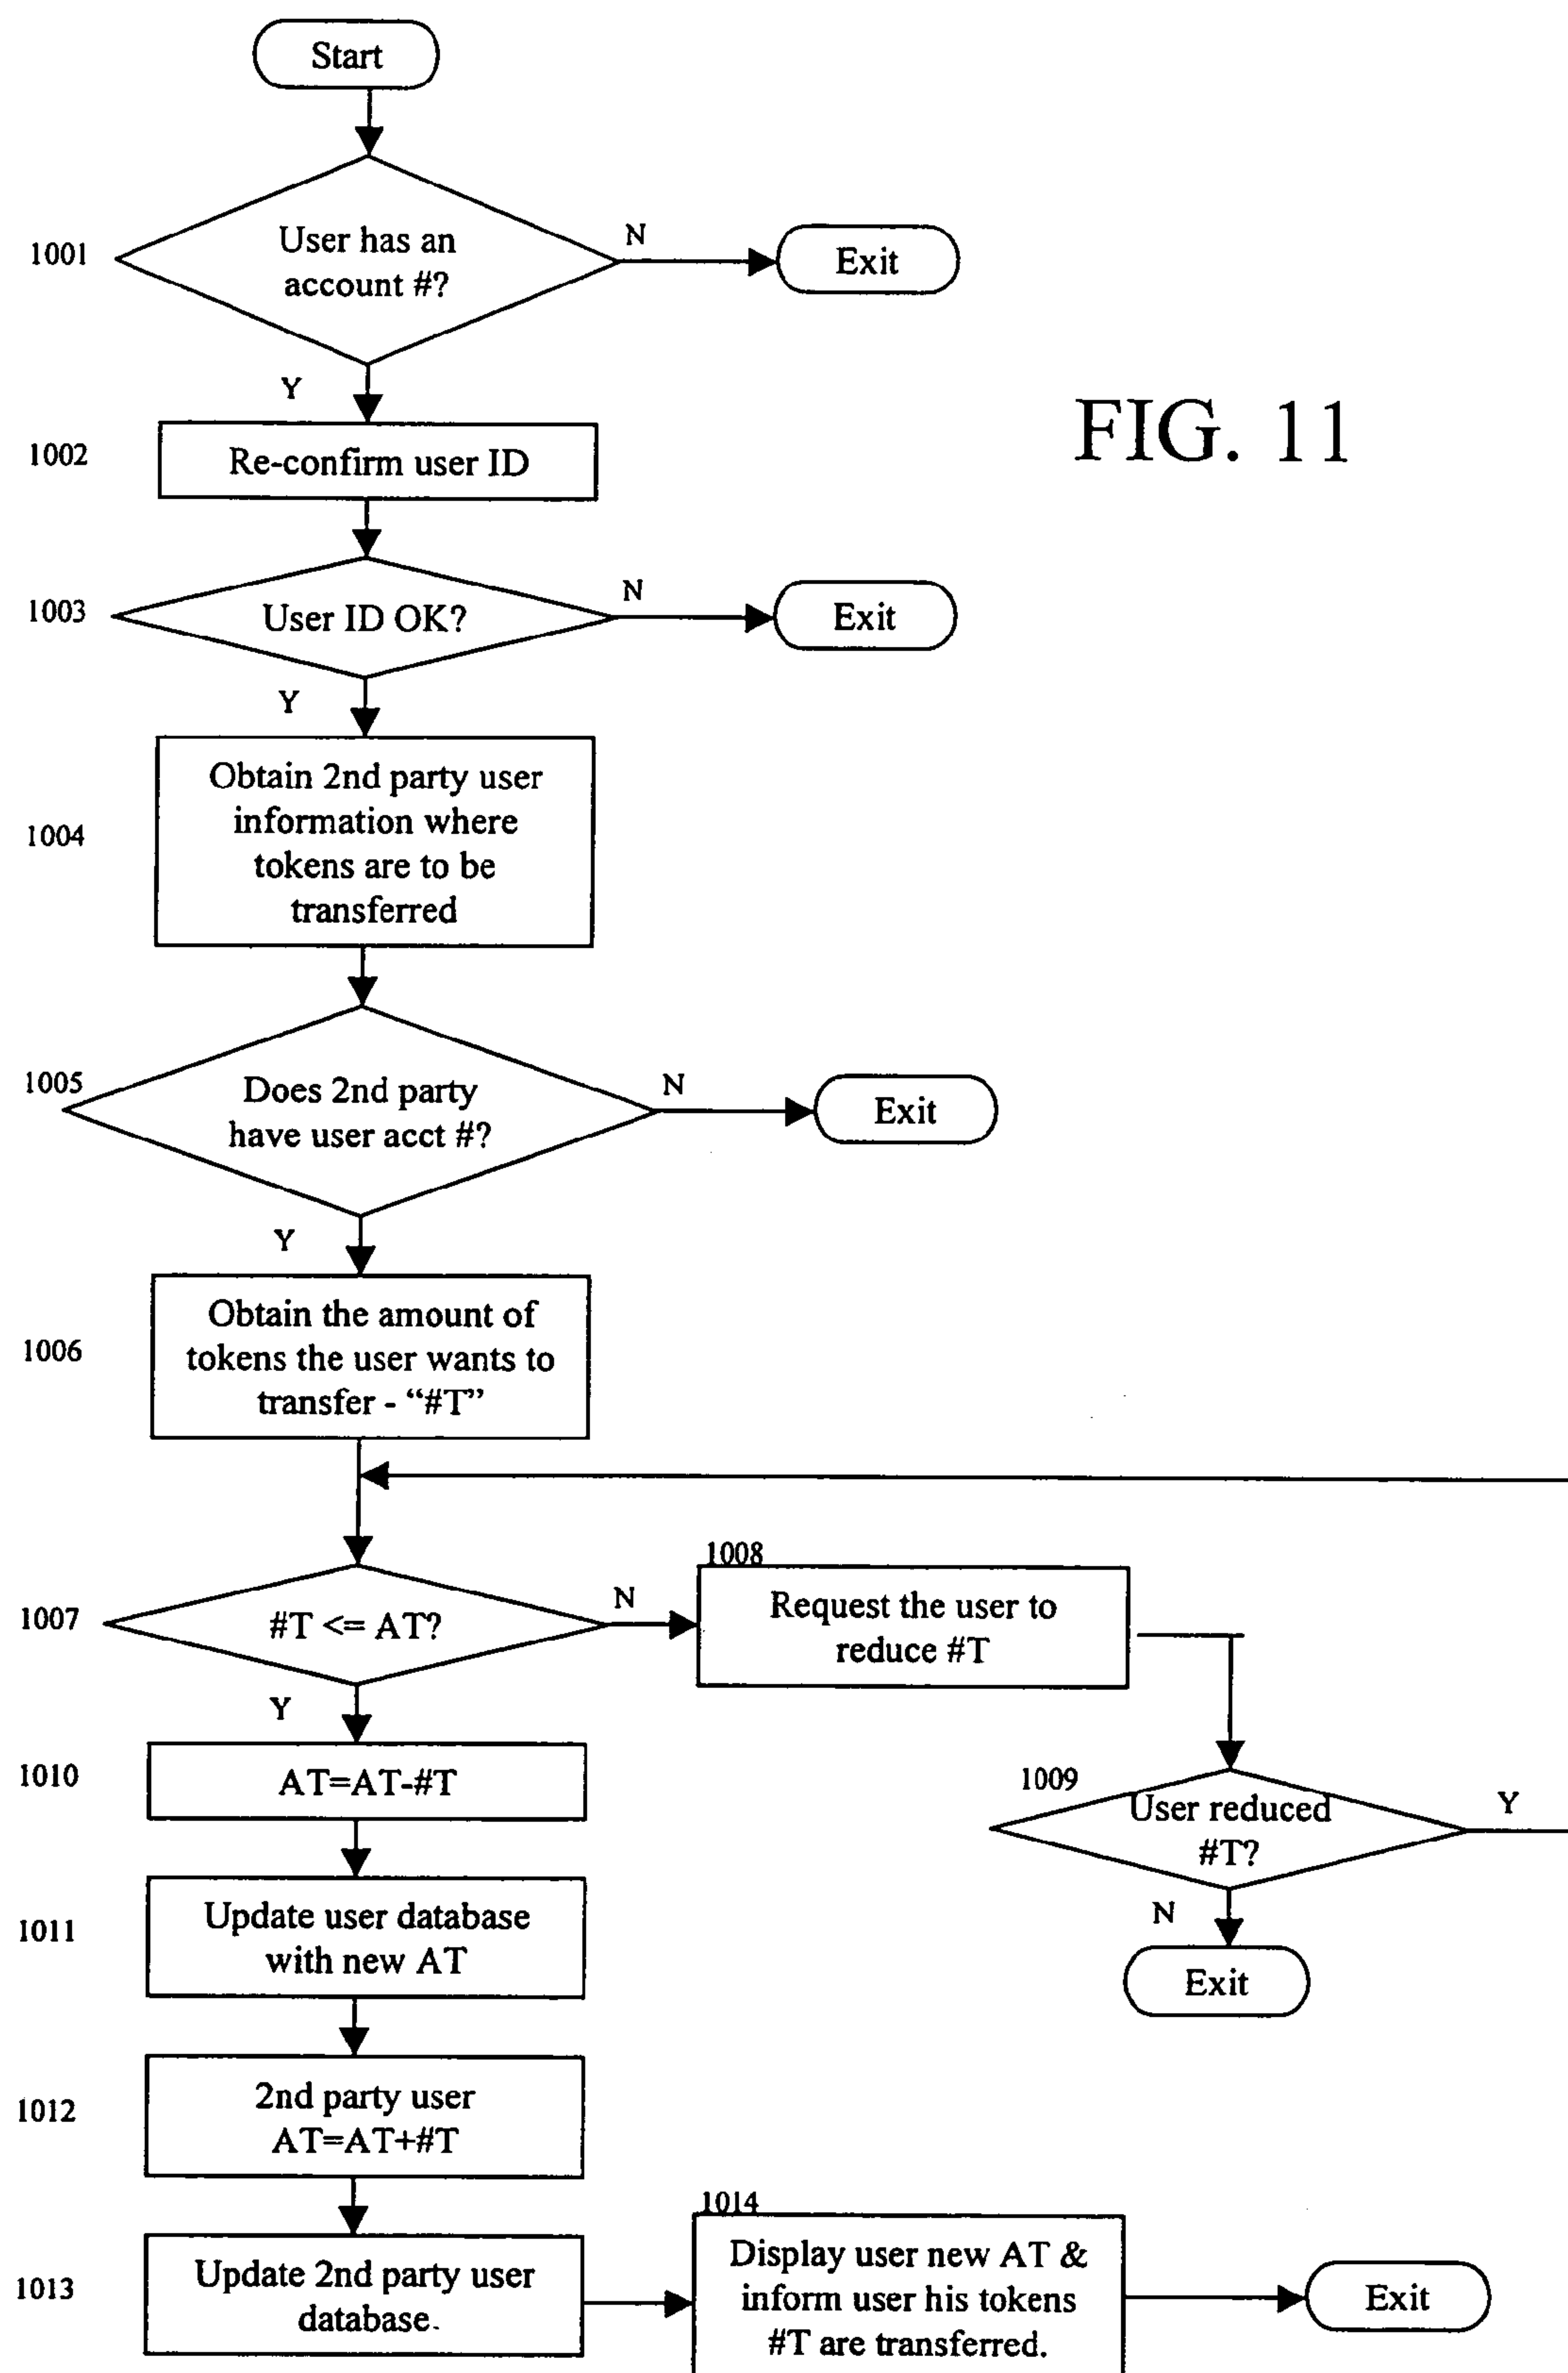 Start
1001
User has an
account #?
N
Exit
Y
FIG. 11
1002
Re-confirm user ID
1003
User ID OK?
N
Exit
Y
1004
Obtain 2nd party user
information where
tokens are to be
transferred
1005
Does 2nd party
have user acct #?
N
Exit
Y
1006
Obtain the amount of
tokens the user wants to
transfer - “#T”
1007
#T <= AT?
N
1008
Request the user to
reduce #T
Y
1009
User reduced
#T?
Y
N
Exit
1010
AT=AT-#T
1011
Update user database
with new AT
1012
2nd party user
AT=AT+#T
1013
Update 2nd party user
database.
1014
Display user new AT &
inform user his tokens
#T are transferred.
Exit